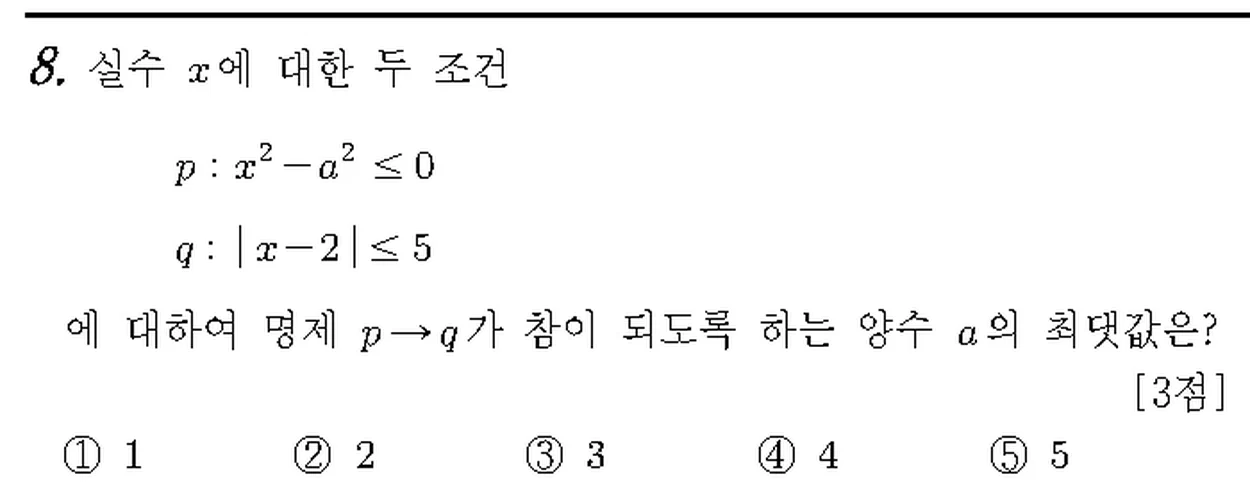 8. 실수 x에 대한 두 조건
p : x² − a² ≤ 0
q : | x − 2 | ≤ 5
에 대하여 명제 p → q가 참이 되도록 하는 양수 a의 최댓값은?
[3점]
① 1 ② 2 ③ 3 ④ 4 ⑤ 5